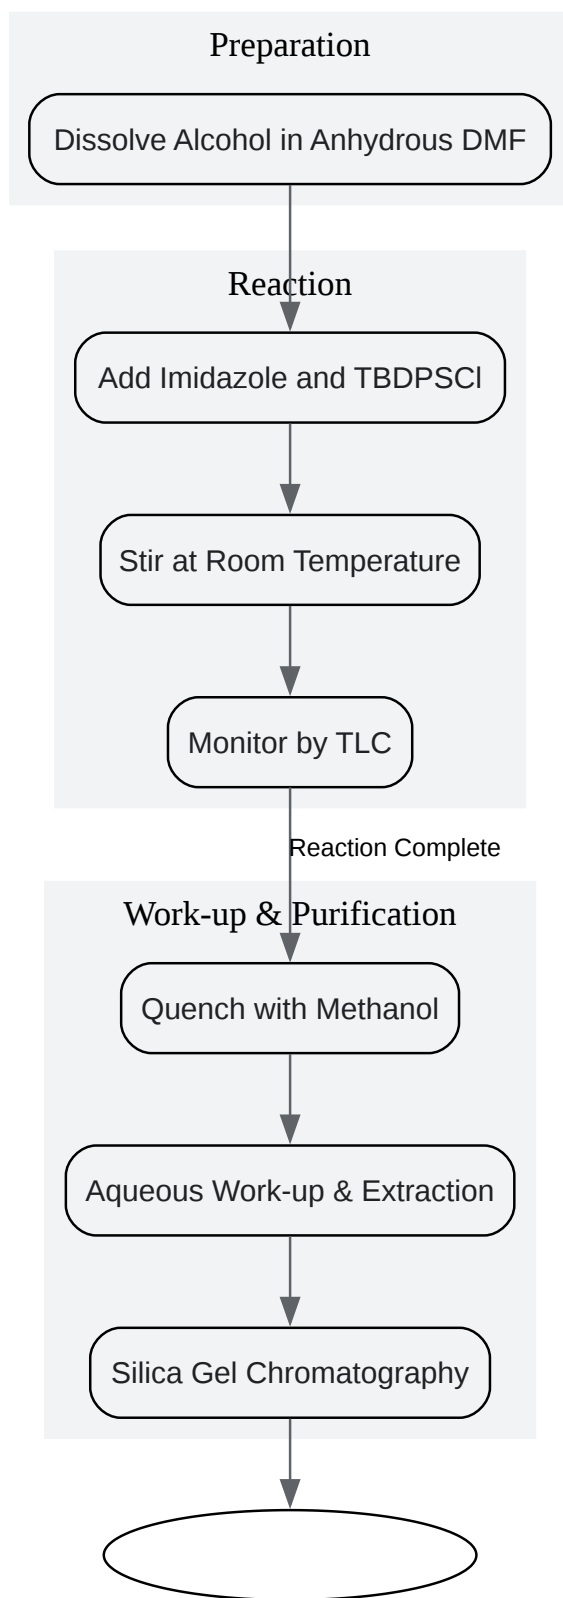 Preparation
Dissolve Alcohol in Anhydrous DMF
Reaction
Add Imidazole and TBDPSCl
Stir at Room Temperature
Monitor by TLC
Reaction Complete
Work-up & Purification
Quench with Methanol
Aqueous Work-up & Extraction
Silica Gel Chromatography